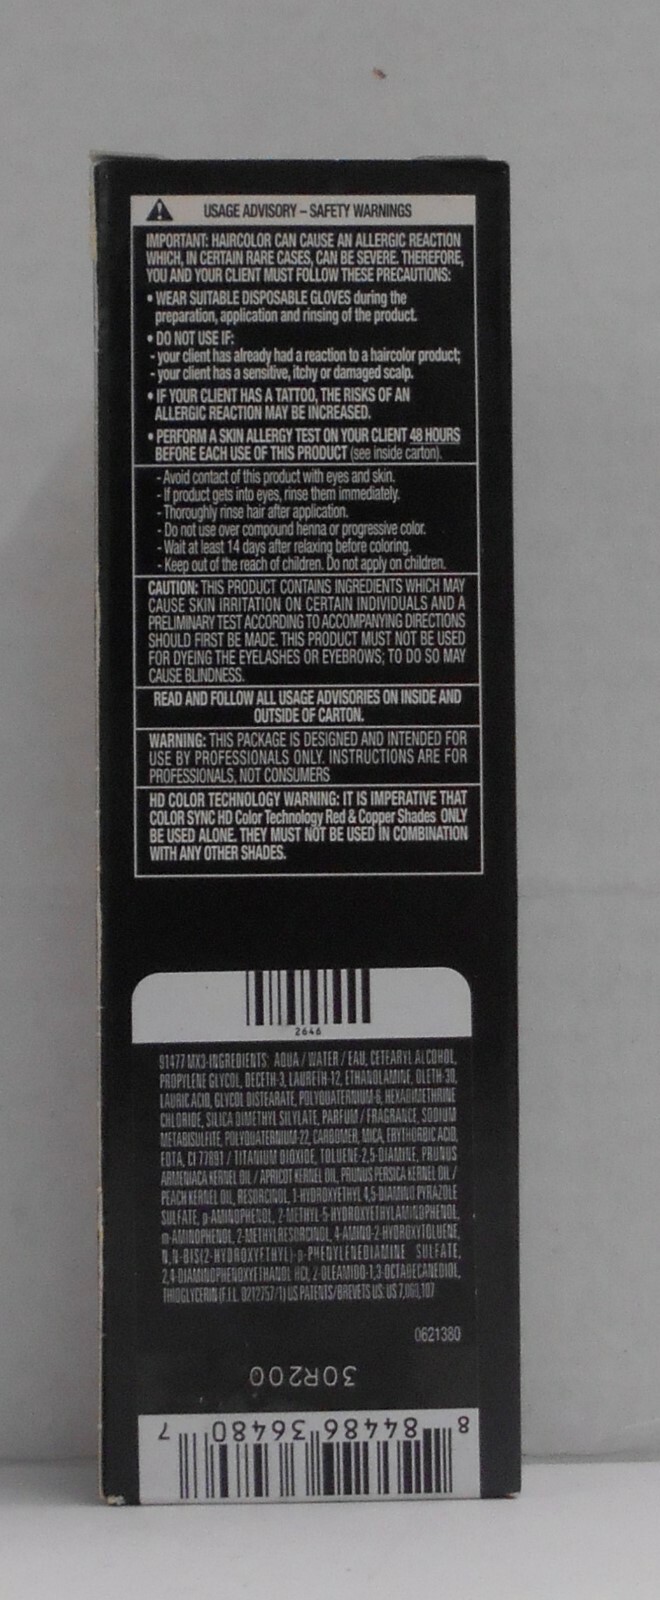 USAGE ADVISORY – SAFETY WARNINGS
IMPORTANT: HAIRCOLOR CAN CAUSE AN ALLERGIC REACTION
WHICH, IN CERTAIN RARE CASES, CAN BE SEVERE. THEREFORE,
YOU AND YOUR CLIENT MUST FOLLOW THESE PRECAUTIONS:
• WEAR SUITABLE DISPOSABLE GLOVES during the
preparation, application and rinsing of the product.
• DO NOT USE IF:
- your client has already had a reaction to a haircolor product;
- your client has a sensitive, itchy or damaged scalp.
• IF YOUR CLIENT HAS A TATTOO, THE RISKS OF AN
ALLERGIC REACTION MAY BE INCREASED.
• PERFORM A SKIN ALLERGY TEST ON YOUR CLIENT 48 HOURS
BEFORE EACH USE OF THIS PRODUCT (see inside carton).
- Avoid contact of this product with eyes and skin.
- If product gets into eyes, rinse them immediately.
- Thoroughly rinse hair after application.
- Do not use over compound henna or progressive color.
- Wait at least 14 days after relaxing before coloring.
- Keep out of the reach of children. Do not apply on children.
CAUTION: THIS PRODUCT CONTAINS INGREDIENTS WHICH MAY
CAUSE SKIN IRRITATION ON CERTAIN INDIVIDUALS AND A
PRELIMINARY TEST ACCORDING TO ACCOMPANYING DIRECTIONS
SHOULD FIRST BE MADE. THIS PRODUCT MUST NOT BE USED
FOR DYEING THE EYELASHES OR EYEBROWS; TO DO SO MAY
CAUSE BLINDNESS.
READ AND FOLLOW ALL USAGE ADVISORIES ON INSIDE AND
OUTSIDE OF CARTON.
WARNING: THIS PACKAGE IS DESIGNED AND INTENDED FOR
USE BY PROFESSIONALS ONLY. INSTRUCTIONS ARE FOR
PROFESSIONALS, NOT CONSUMERS
HD COLOR TECHNOLOGY WARNING: IT IS IMPERATIVE THAT
COLOR SYNC HD Color Technology Red & Copper Shades ONLY
BE USED ALONE. THEY MUST NOT BE USED IN COMBINATION
WITH ANY OTHER SHADES.
2646
91477 MX3-INGREDIENTS: AQUA / WATER / EAU, CETEARYL ALCOHOL,
PROPYLENE GLYCOL, DECETH-3, LAURETH-12, ETHANOLAMINE, OLETH-30,
LAURIC ACID, GLYCOL DISTEARATE, POLYQUATERNIUM-6, HEXADIMETHRINE
CHLORIDE, SILICA DIMETHYL SILYLATE, PARFUM / FRAGRANCE, SODIUM
METABISULFITE, POLYQUATERNIUM-22, CARBOMER, MICA, ERYTHORBIC ACID,
EDTA, CI 77891 / TITANIUM DIOXIDE, TOLUENE-2,5-DIAMINE, PRUNUS
ARMENIACA KERNEL OIL / APRICOT KERNEL OIL, PRUNUS PERSICA KERNEL OIL /
PEACH KERNEL OIL, RESORCINOL, 1-HYDROXYETHYL 4,5-DIAMINO PYRAZOLE
SULFATE, p-AMINOPHENOL, 2-METHYL-5-HYDROXYETHYLAMINOPHENOL,
m-AMINOPHENOL, 2-METHYLRESORCINOL, 4-AMINO-2-HYDROXYTOLUENE,
N,N-BIS(2-HYDROXYETHYL)-p-PHENYLENEDIAMINE SULFATE,
2,4-DIAMINOPHENOXYETHANOL HCl, 2-OLEAMIDO-1,3-OCTADECANEDIOL,
THIOGLYCERIN (F.I.L. D212757/1) US PATENTS/BREVETS US: US 7,069,107
0621380
30R200
8 84486 36480 7